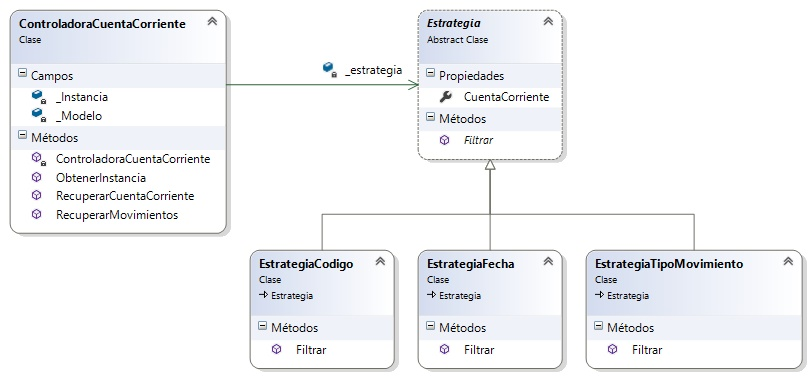 ControladoraCuentaCorriente
Clase
Campos
_Instancia
_Modelo
Métodos
ControladoraCuentaCorriente
ObtenerInstancia
RecuperarCuentaCorriente
RecuperarMovimientos
_estrategia
Estrategia
Abstract Clase
Propiedades
CuentaCorriente
Métodos
Filtrar
EstrategiaCodigo
Clase
Estrategia
Métodos
Filtrar
EstrategiaFecha
Clase
Estrategia
Métodos
Filtrar
EstrategiaTipoMovimiento
Clase
Estrategia
Métodos
Filtrar